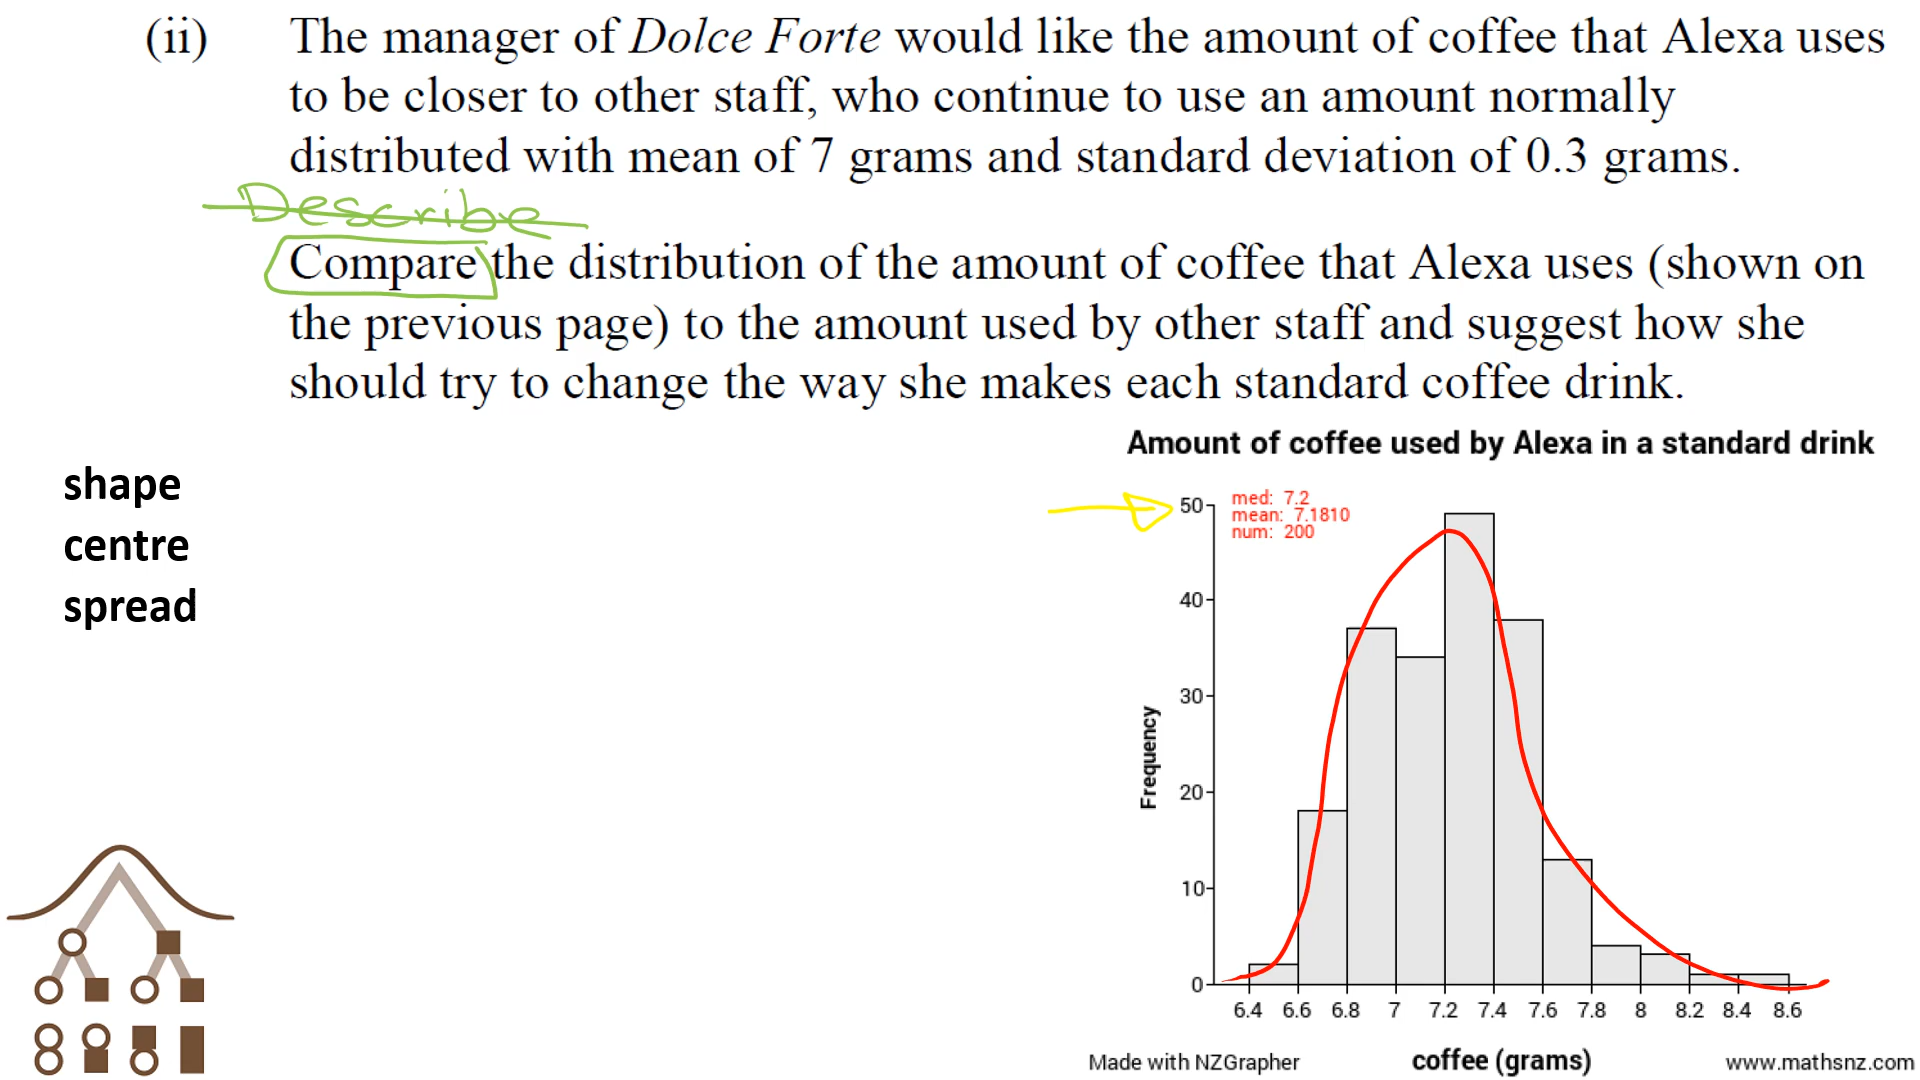 (ii) The manager of Dolce Forte would like the amount of coffee that Alexa uses
to be closer to other staff, who continue to use an amount normally
distributed with mean of 7 grams and standard deviation of 0.3 grams.
Describe
Compare the distribution of the amount of coffee that Alexa uses (shown on
the previous page) to the amount used by other staff and suggest how she
should try to change the way she makes each standard coffee drink.
shape
centre
spread
Amount of coffee used by Alexa in a standard drink
med: 7.2
mean: 7.1810
num: 200
50
40
30
20
10
0
Frequency
6.4 6.6 6.8 7 7.2 7.4 7.6 7.8 8 8.2 8.4 8.6
coffee (grams)
Made with NZGrapher
www.mathsnz.com